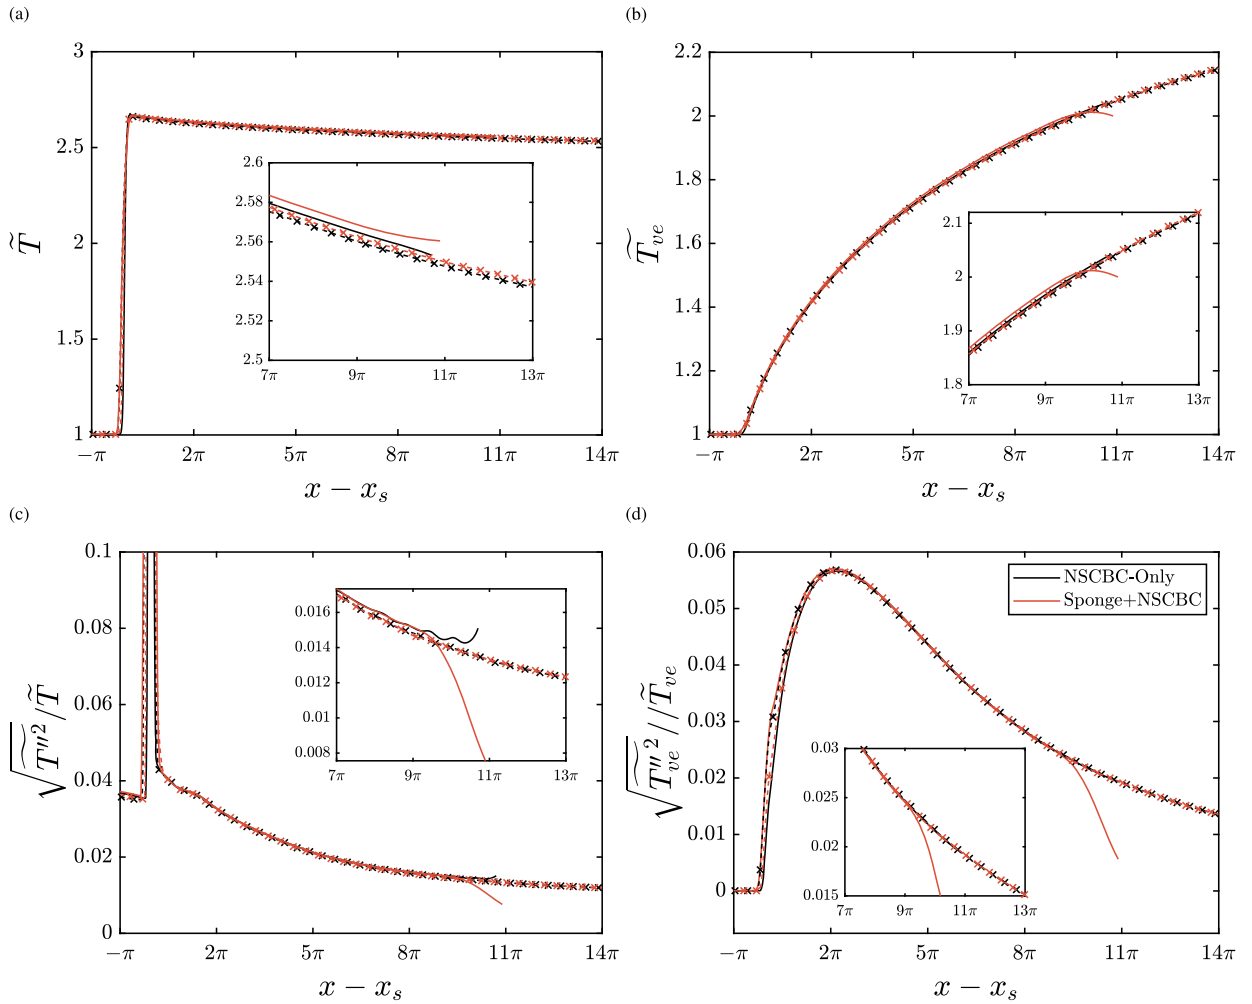 (a)
(b)
3
2.5
2
1.5
1
T̃
2.6
2.58
2.56
2.54
2.52
2.5
7π 9π 11π 13π
−π 2π 5π 8π 11π 14π
x − x_s
2.2
2
1.8
1.6
1.4
1.2
1
T̃_ve
2.1
2
1.9
1.8
7π 9π 11π 13π
−π 2π 5π 8π 11π 14π
x − x_s
(c)
(d)
0.1
0.08
0.06
0.04
0.02
0
√T̃″²/T̃
0.016
0.014
0.012
0.01
0.008
7π 9π 11π 13π
−π 2π 5π 8π 11π 14π
x − x_s
0.06
0.05
0.04
0.03
0.02
0.01
0
√T̃″_ve²//T̃_ve
NSCBC-Only
Sponge+NSCBC
0.03
0.025
0.02
0.015
7π 9π 11π 13π
−π 2π 5π 8π 11π 14π
x − x_s